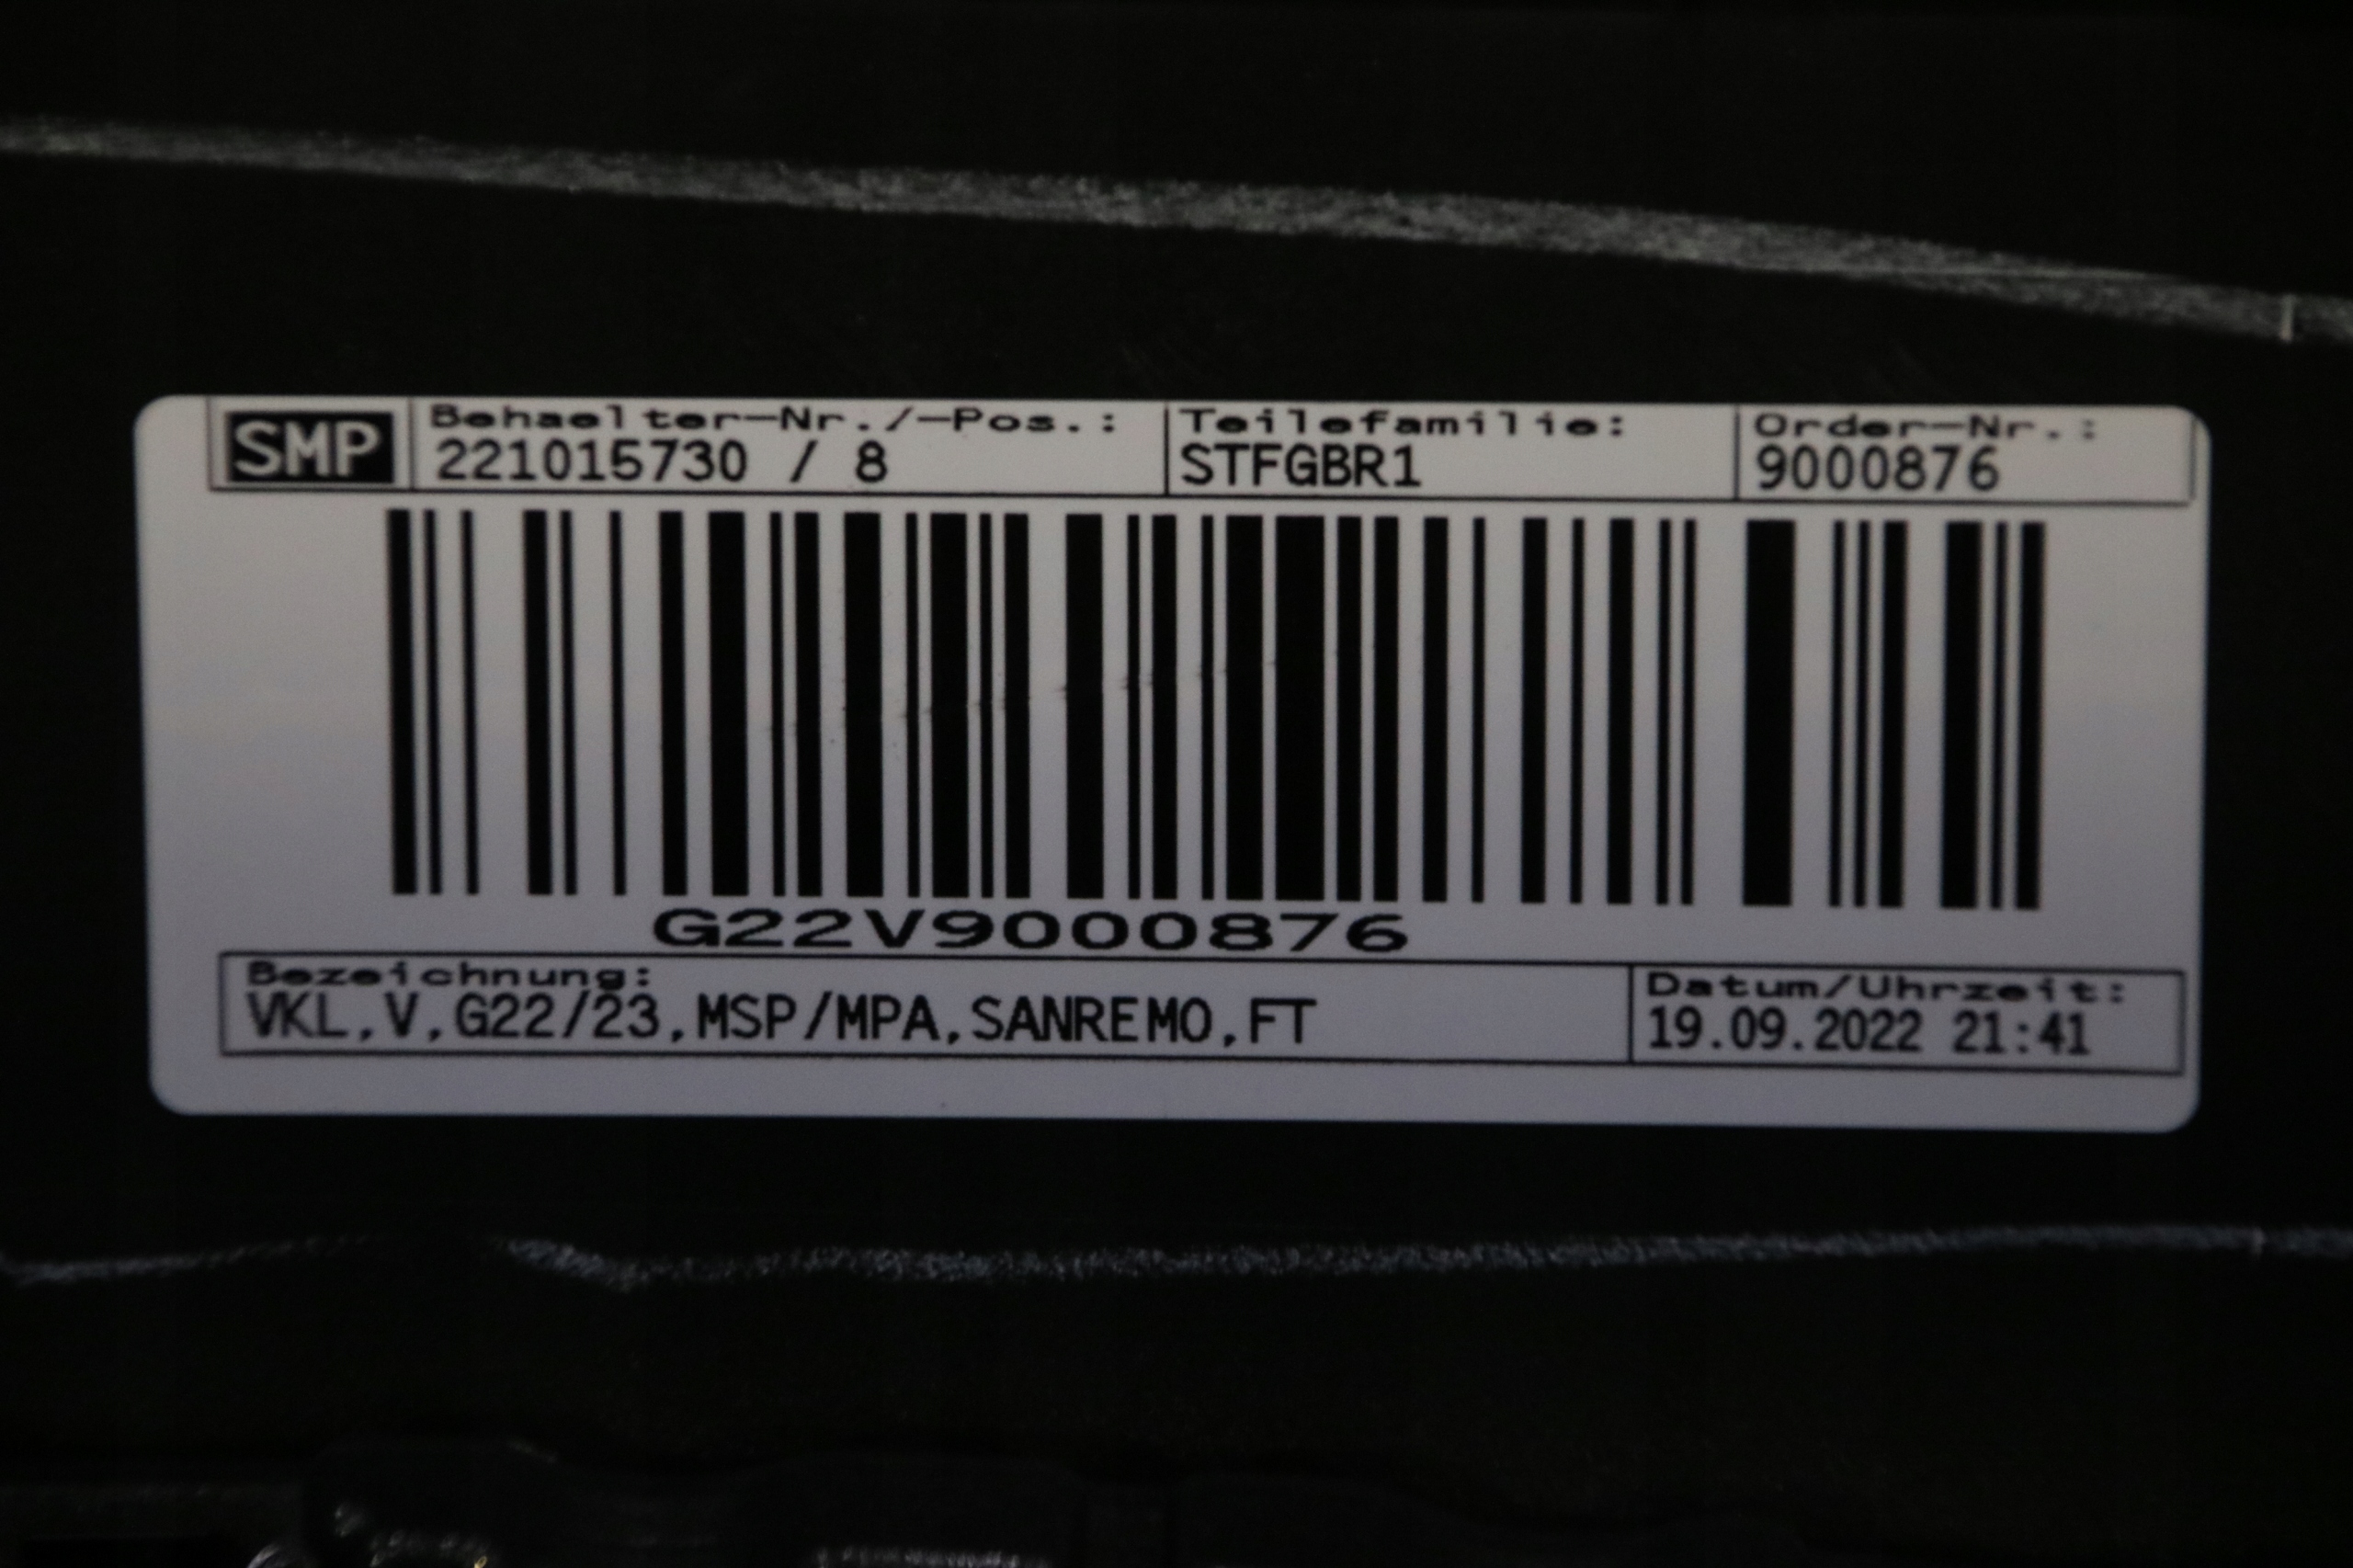 SMP Behaelter-Nr./-Pos.: Teilefamilie: Order-Nr.:
221015730 / 8 STFGBR1 9000876
G22V9000876
Bezeichnung: Datum/Uhrzeit:
VKL,V,G22/23,MSP/MPA,SANREMO,FT 19.09.2022 21:41